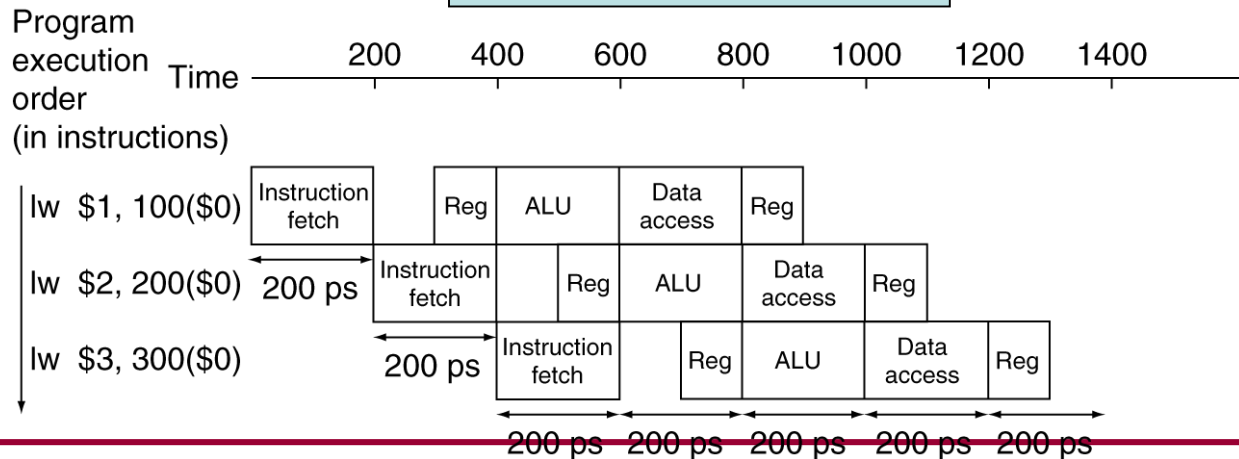 Program
execution
order
(in instructions)
Time
200 400 600 800 1000 1200 1400
lw $1, 100($0)
Instruction
fetch
Reg
ALU
Data
access
Reg
lw $2, 200($0)
200 ps
Instruction
fetch
Reg
ALU
Data
access
Reg
lw $3, 300($0)
200 ps
Instruction
fetch
Reg
ALU
Data
access
Reg
200 ps 200 ps 200 ps 200 ps 200 ps